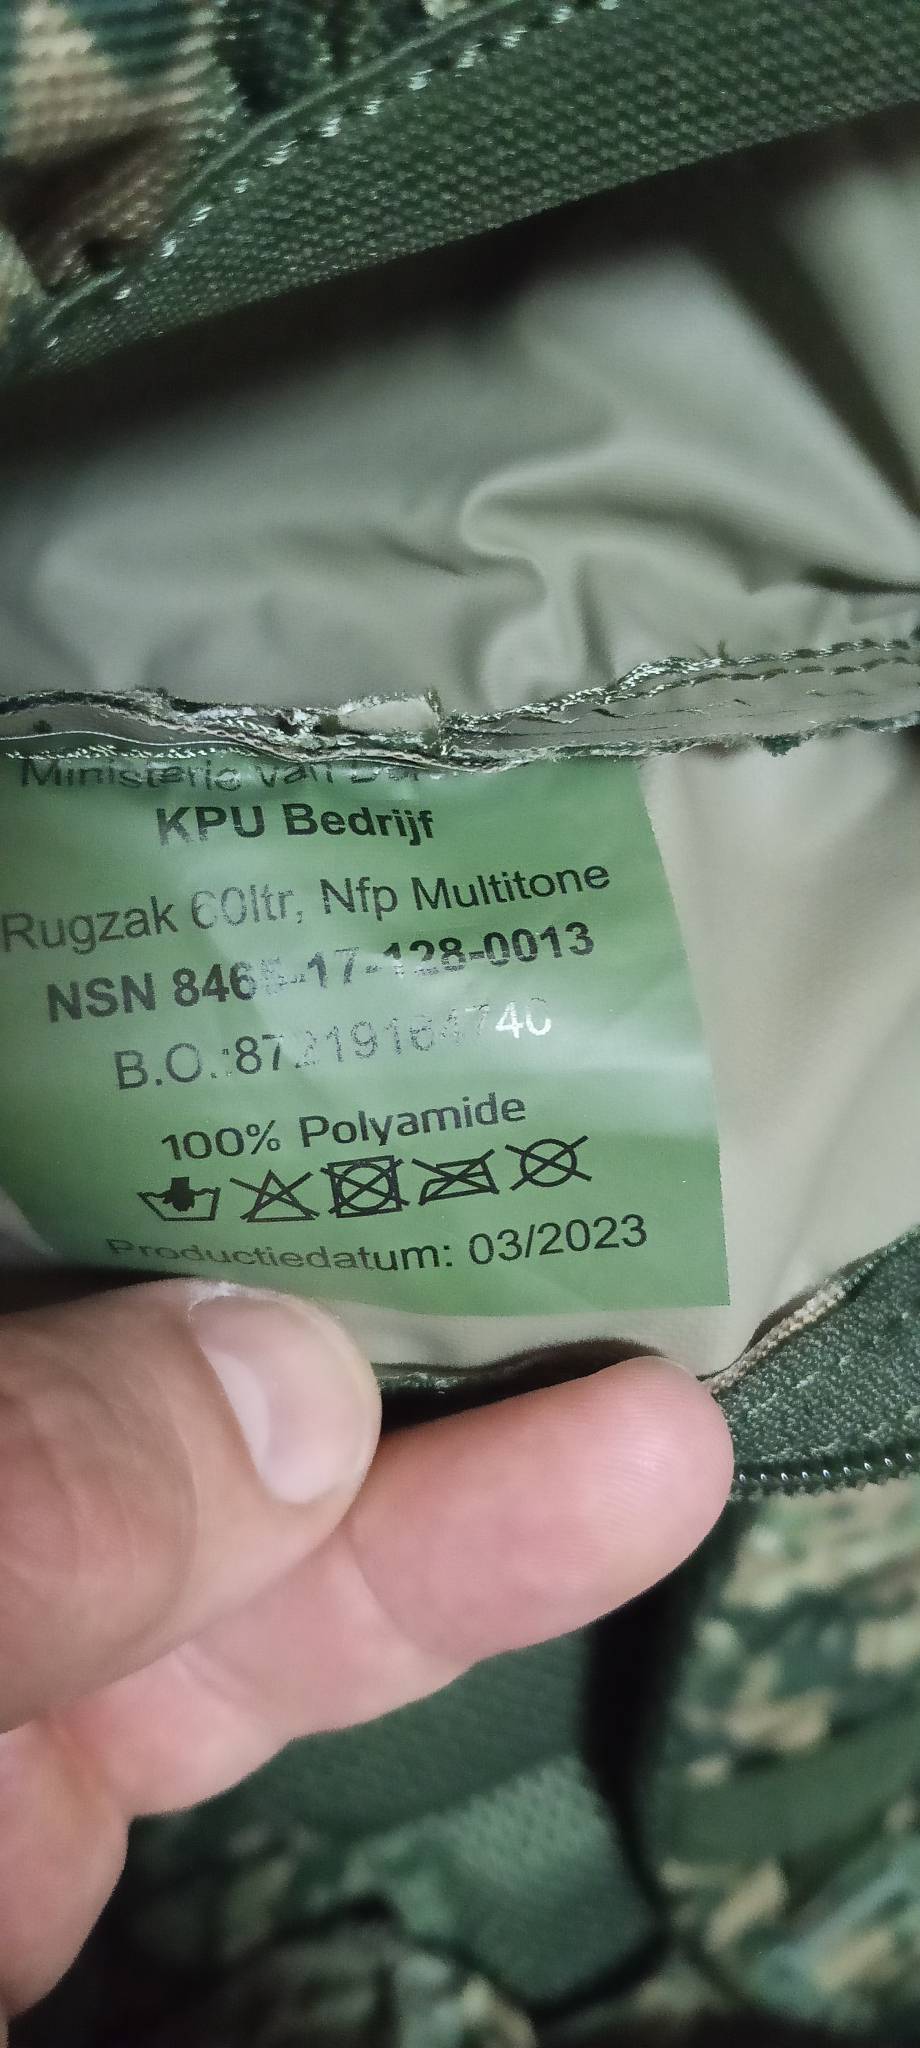 Ministerie van
KPU Bedrijf
Rugzak 60ltr, Nfp Multitone
NSN 8465-17-128-0013
B.O.:
100% Polyamide
Productiedatum: 03/2023